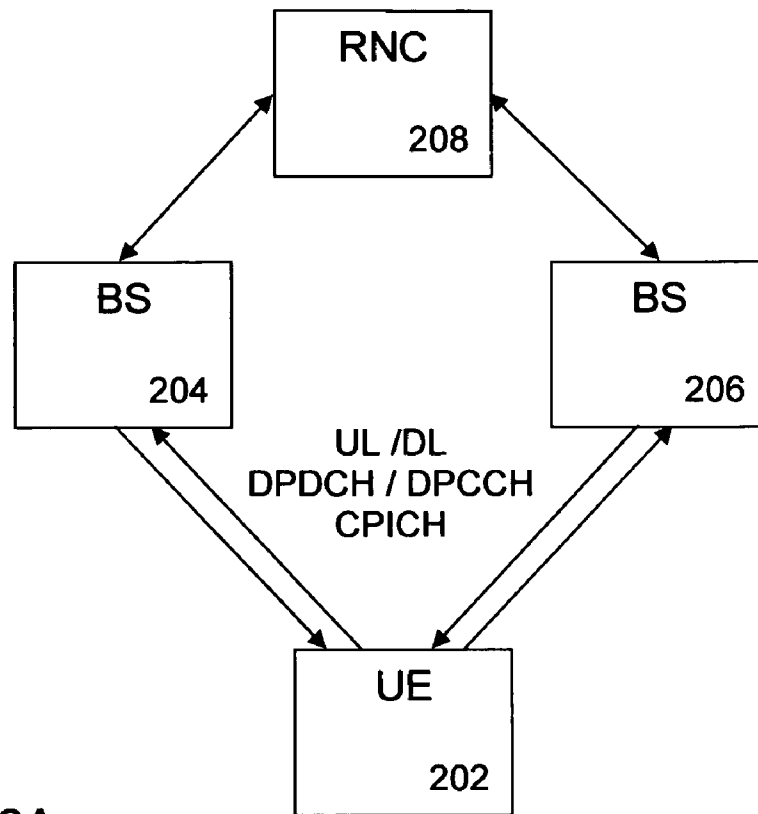 RNC
208
BS
204
BS
206
UL /DL
DPDCH / DPCCH
CPICH
UE
202